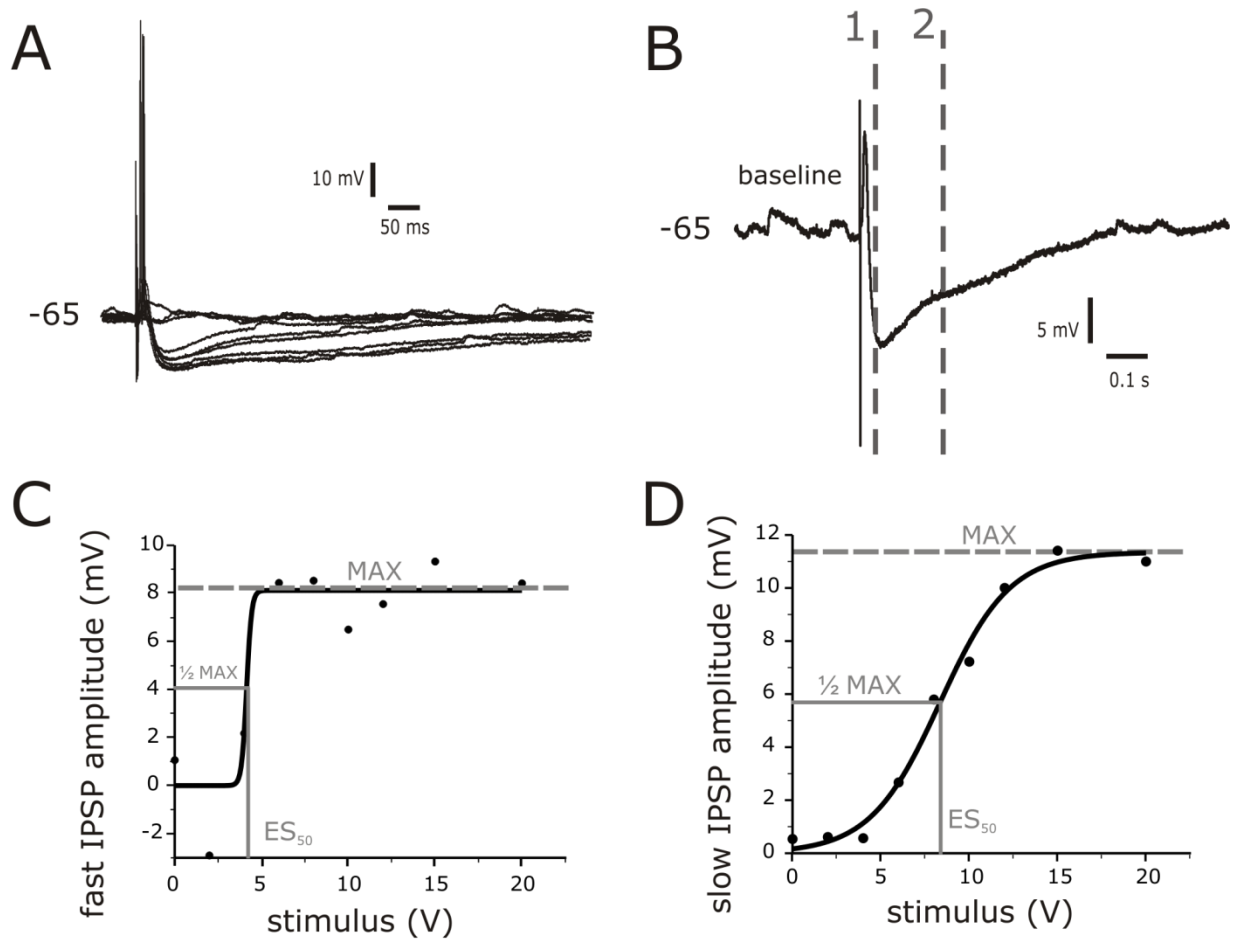 A
10 mV
50 ms
-65
B
1 2
baseline
-65
5 mV
0.1 s
C
fast IPSP amplitude (mV)
10
8
6
4
2
0
-2
MAX
½ MAX
ES50
0 5 10 15 20
stimulus (V)
D
slow IPSP amplitude (mV)
12
10
8
6
4
2
0
MAX
½ MAX
ES50
0 5 10 15 20
stimulus (V)